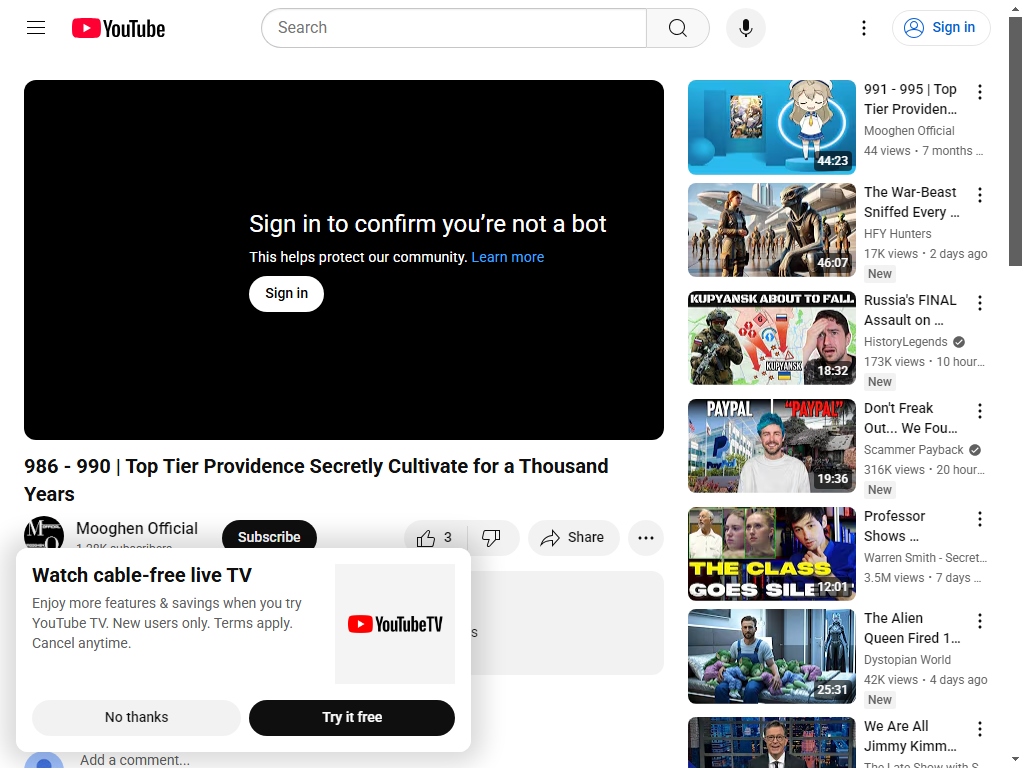 YouTube
Search
Sign in
Sign in to confirm you're not a bot
This helps protect our community. Learn more
Sign in
986 - 990 | Top Tier Providence Secretly Cultivate for a Thousand
Years
Mooghen Official
Subscribe
3
Share
Watch cable-free live TV
Enjoy more features & savings when you try
YouTube TV. New users only. Terms apply.
Cancel anytime.
YouTubeTV
No thanks
Try it free
Add a comment...
44:23
991 - 995 | Top
Tier Providen…
Mooghen Official
44 views • 7 months …
46:07
The War-Beast
Sniffed Every …
HFY Hunters
17K views • 2 days ago
New
KUPYANSK ABOUT TO FALL
KUPYANSK
18:32
Russia's FINAL
Assault on …
HistoryLegends
173K views • 10 hour…
New
PAYPAL "PAYPAL"
19:36
Don't Freak
Out... We Fou…
Scammer Payback
316K views • 20 hour…
New
THE CLASS
GOES SILENT
12:01
Professor
Shows …
Warren Smith - Secret…
3.5M views • 7 days …
25:31
The Alien
Queen Fired 1…
Dystopian World
42K views • 4 days ago
New
We Are All
Jimmy Kimm…
The Late Show with S…